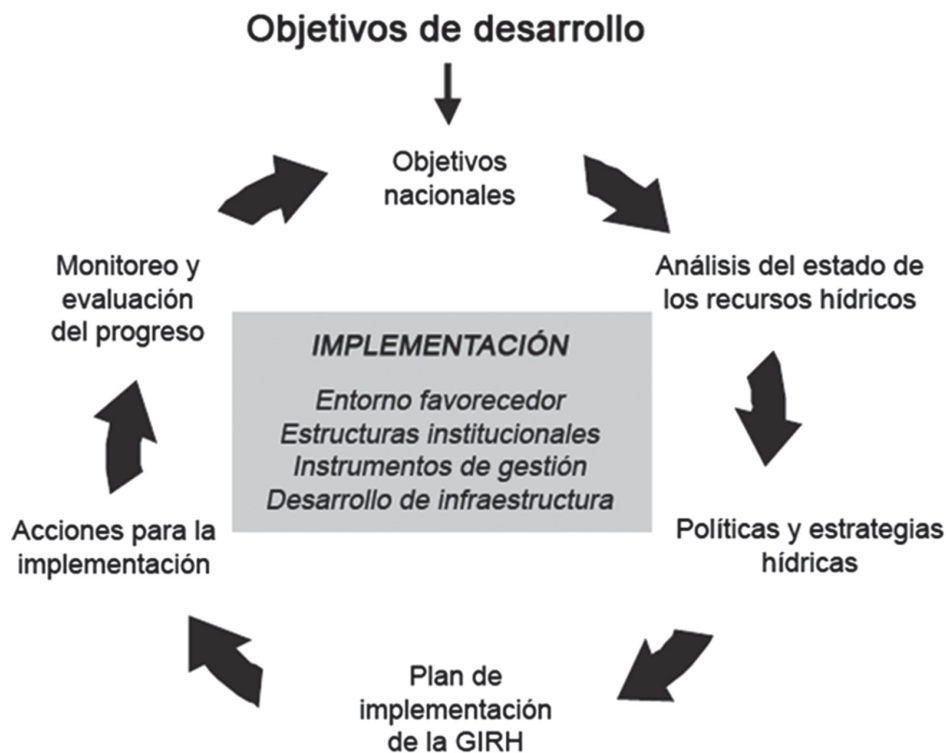 Objetivos de desarrollo
Objetivos
nacionales
Análisis del estado de
los recursos hídricos
Políticas y estrategias
hídricas
Plan de
implementación
de la GIRH
Acciones para la
implementación
Monitoreo y
evaluación
del progreso
IMPLEMENTACIÓN
Entorno favorecedor
Estructuras institucionales
Instrumentos de gestión
Desarrollo de infraestructura